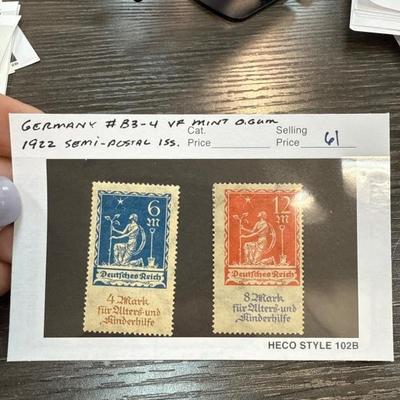 GERMANY #B3-4 VF MINT O.GUM
1922 SEMI-POSTAL ISS.
Cat.
Price
Selling
Price 61
6
M
Deutsches Reich
4 Mark
für Alters- und
Kinderhilfe
12
M
Deutsches Reich
8 Mark
für Alters- und
Kinderhilfe
HECO STYLE 102B